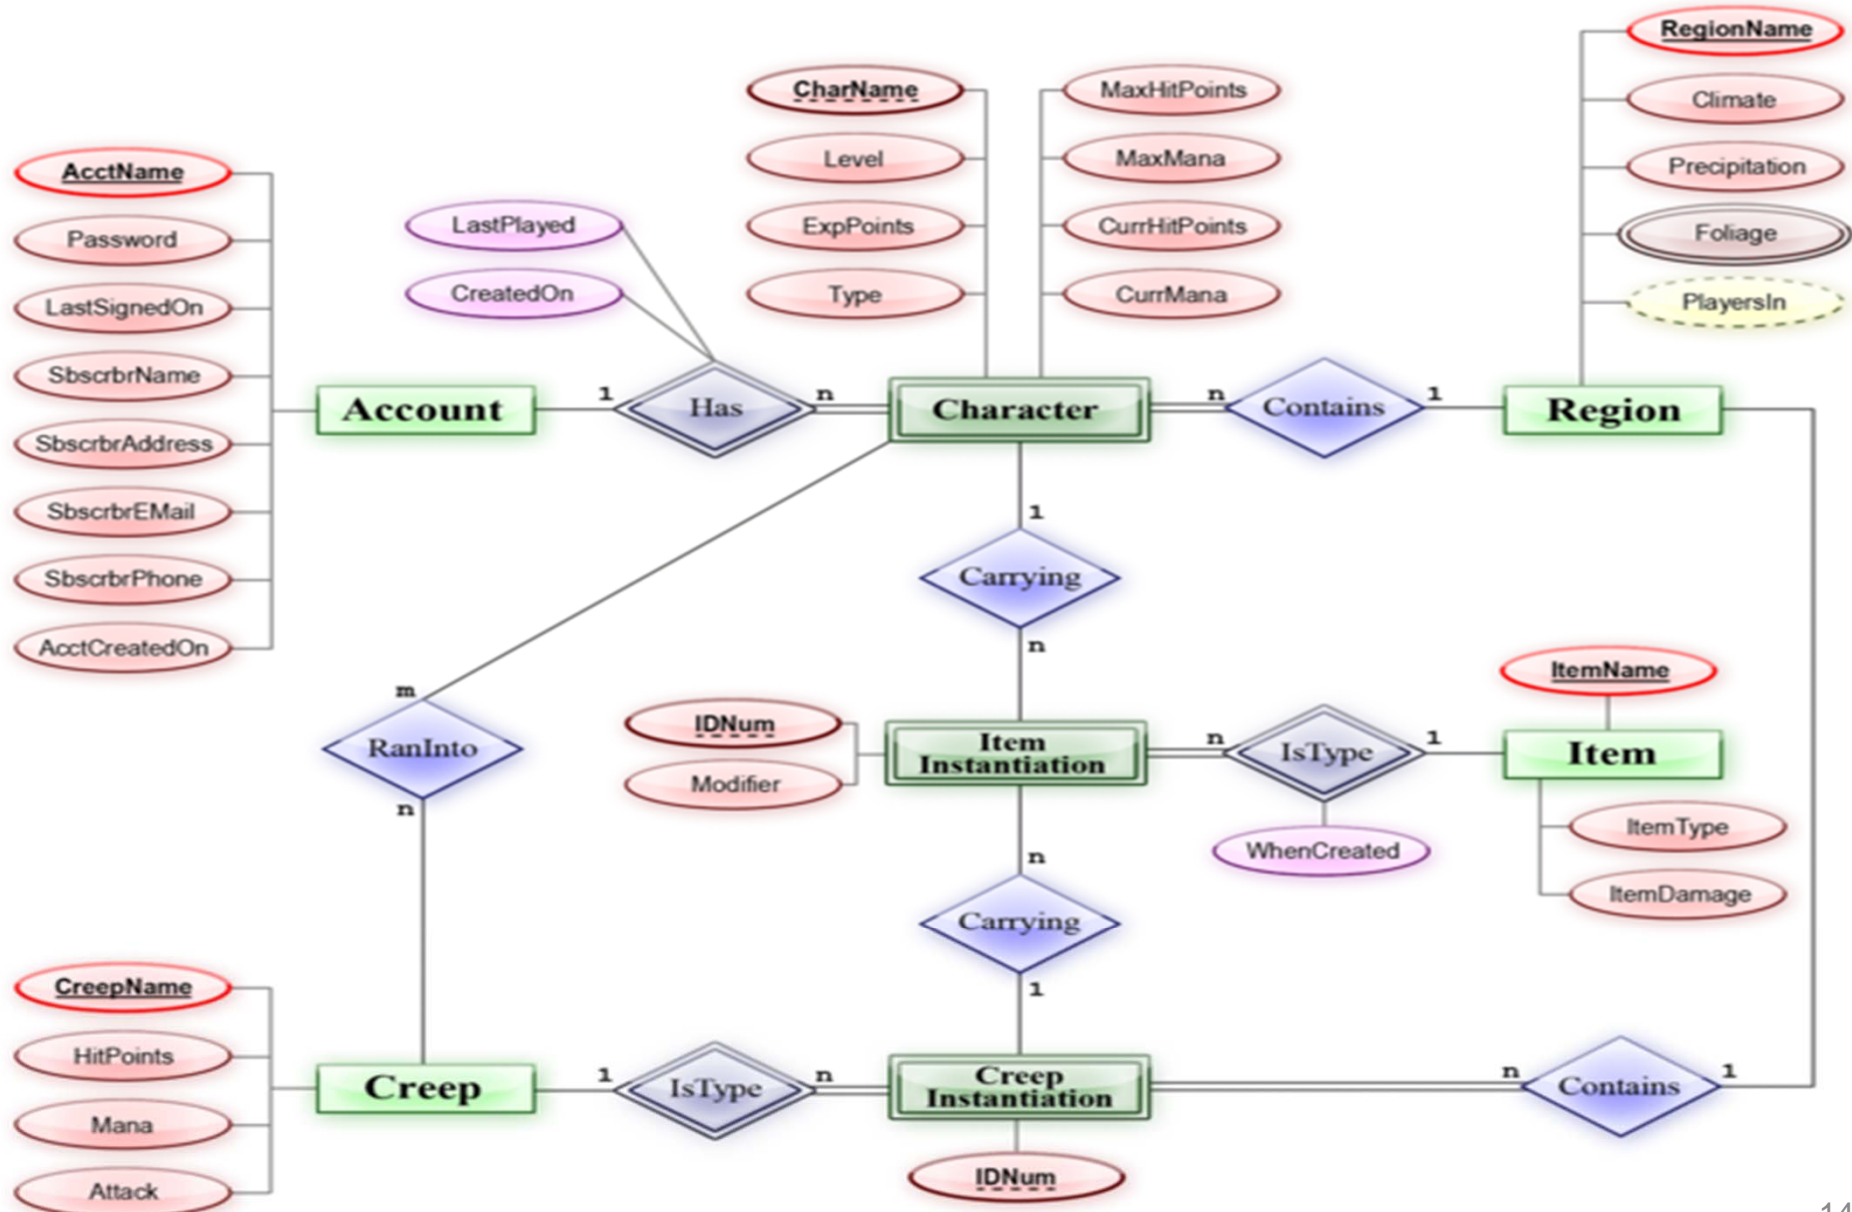 RegionName
CharName
MaxHitPoints
Climate
Level
MaxMana
Precipitation
AcctName
LastPlayed
ExpPoints
CurrHitPoints
Foliage
Password
CreatedOn
Type
CurrMana
PlayersIn
LastSignedOn
SbscrbrName
1
n
n
1
Account
Has
Character
Contains
Region
SbscrbrAddress
SbscrbrEMail
1
SbscrbrPhone
Carrying
AcctCreatedOn
n
ItemName
m
IDNum
RanInto
Item
Instantiation
n
IsType
1
Item
Modifier
n
WhenCreated
ItemType
n
ItemDamage
Carrying
CreepName
1
HitPoints
1
n
n
1
Creep
IsType
Creep
Instantiation
Contains
Mana
IDNum
Attack
14